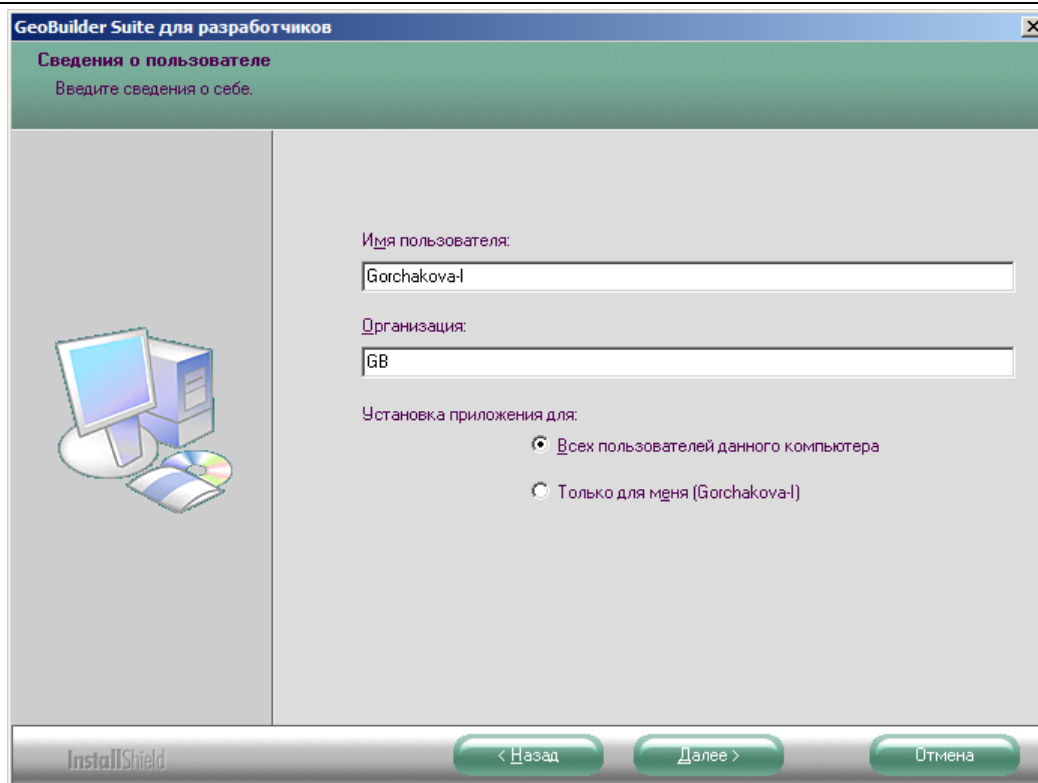 GeoBuilder Suite для разработчиков
Сведения о пользователе
Введите сведения о себе.
Имя пользователя:
Gorchakova-I
Организация:
GB
Установка приложения для:
Всех пользователей данного компьютера
Только для меня (Gorchakova-I)
InstallShield
< Назад
Далее >
Отмена